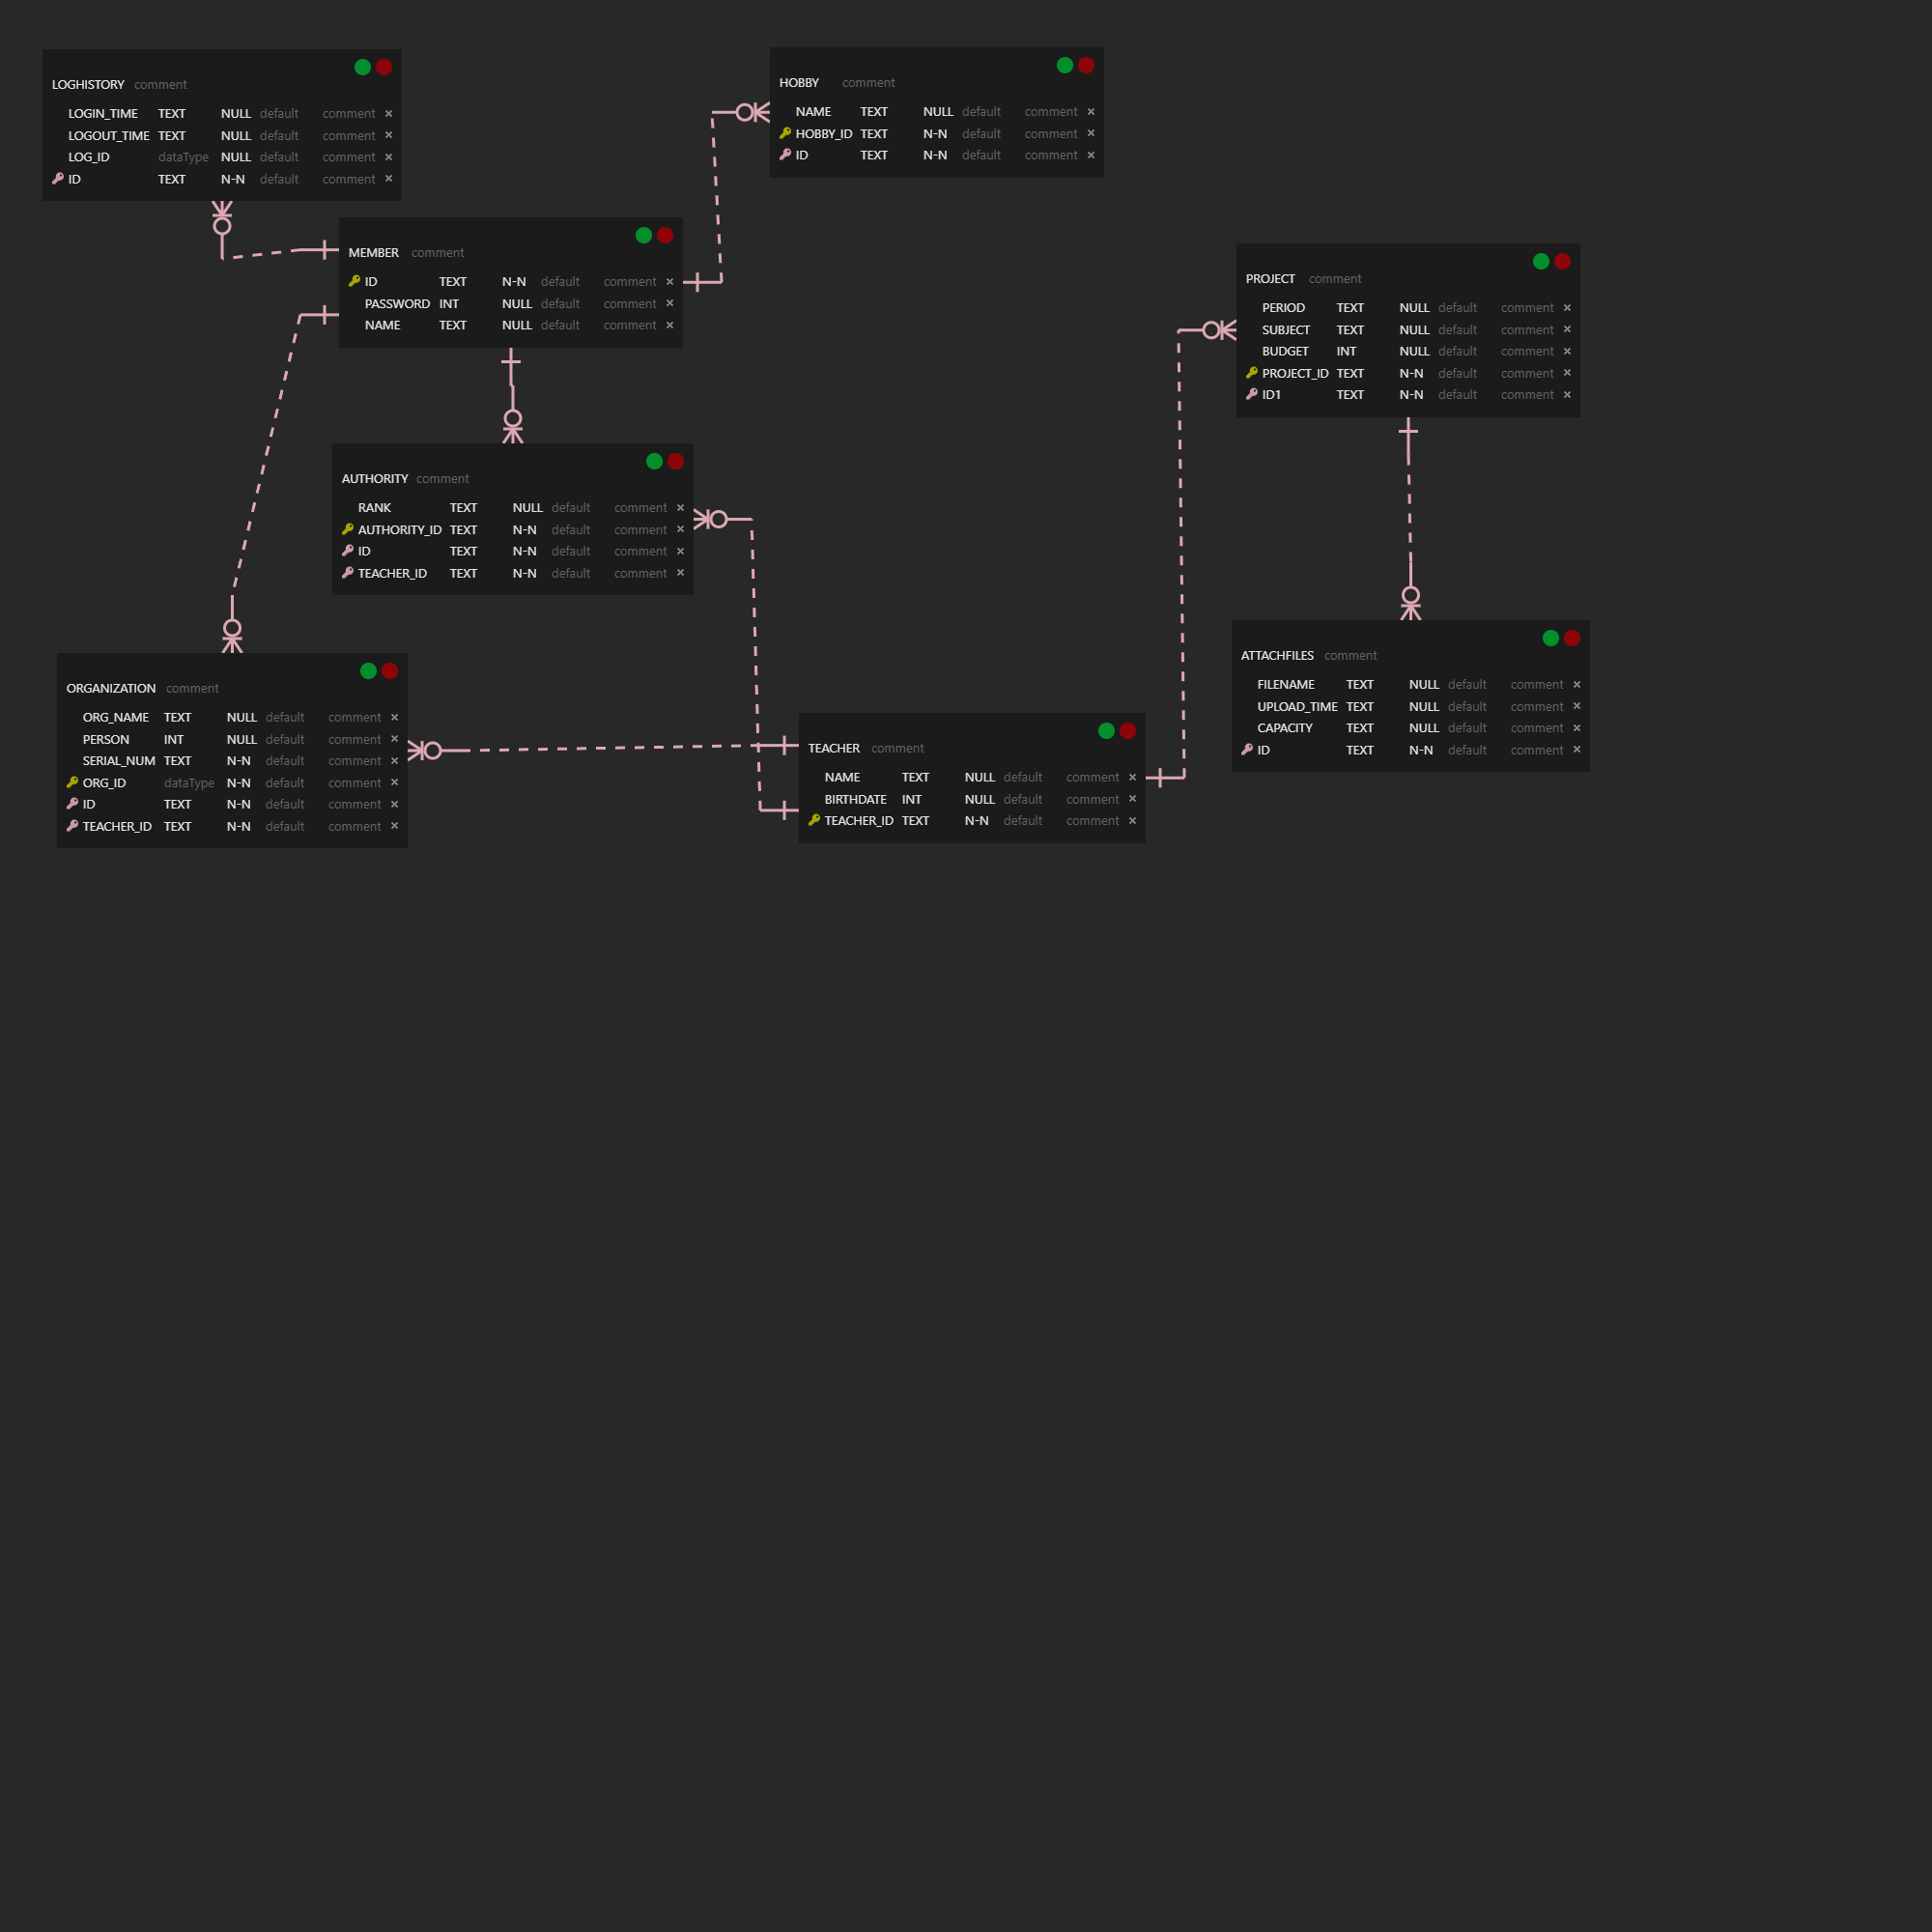 LOGHISTORY comment
LOGIN_TIME TEXT NULL default comment ×
LOGOUT_TIME TEXT NULL default comment ×
LOG_ID dataType NULL default comment ×
ID TEXT N-N default comment ×
HOBBY comment
NAME TEXT NULL default comment ×
HOBBY_ID TEXT N-N default comment ×
ID TEXT N-N default comment ×
MEMBER comment
ID TEXT N-N default comment ×
PASSWORD INT NULL default comment ×
NAME TEXT NULL default comment ×
PROJECT comment
PERIOD TEXT NULL default comment ×
SUBJECT TEXT NULL default comment ×
BUDGET INT NULL default comment ×
PROJECT_ID TEXT N-N default comment ×
ID1 TEXT N-N default comment ×
AUTHORITY comment
RANK TEXT NULL default comment ×
AUTHORITY_ID TEXT N-N default comment ×
ID TEXT N-N default comment ×
TEACHER_ID TEXT N-N default comment ×
ATTACHFILES comment
FILENAME TEXT NULL default comment ×
UPLOAD_TIME TEXT NULL default comment ×
CAPACITY TEXT NULL default comment ×
ID TEXT N-N default comment ×
ORGANIZATION comment
ORG_NAME TEXT NULL default comment ×
PERSON INT NULL default comment ×
SERIAL_NUM TEXT N-N default comment ×
ORG_ID dataType N-N default comment ×
ID TEXT N-N default comment ×
TEACHER_ID TEXT N-N default comment ×
TEACHER comment
NAME TEXT NULL default comment ×
BIRTHDATE INT NULL default comment ×
TEACHER_ID TEXT N-N default comment ×